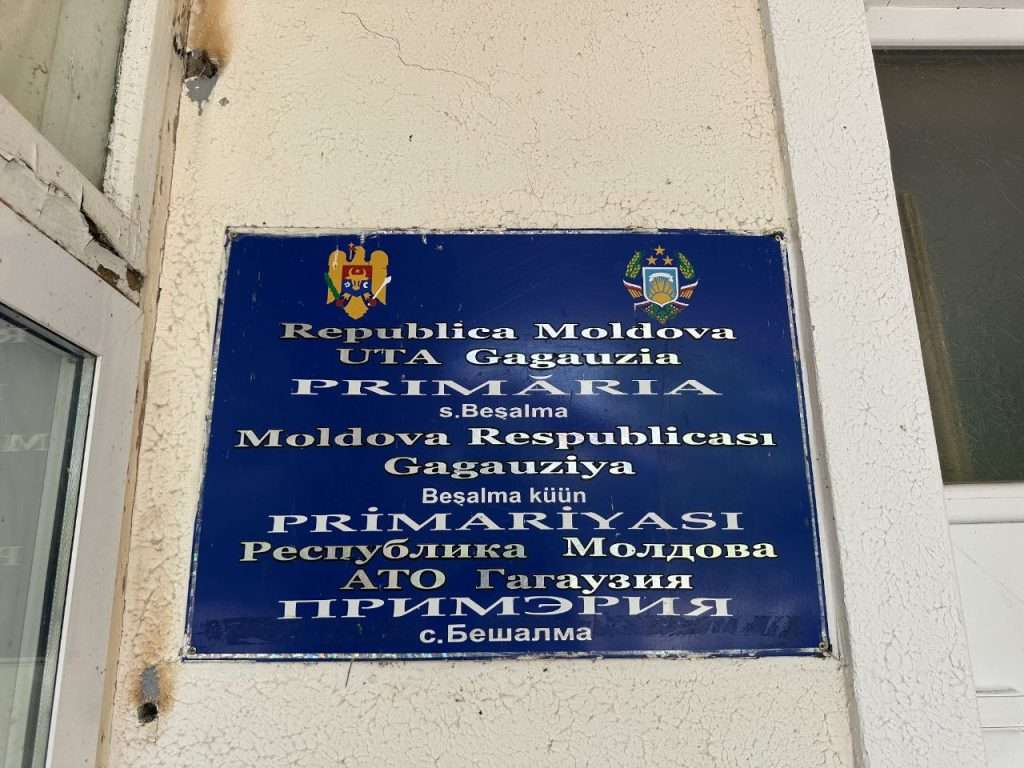 Republica Moldova
UTA Gagauzia
PRIMĂRIA
s.Beşalma
Moldova Respublicası
Gagauziya
Beşalma küün
PRİMARİYASI
Республика Молдова
АТО Гагаузия
ПРИМЭРИЯ
с.Бешалма